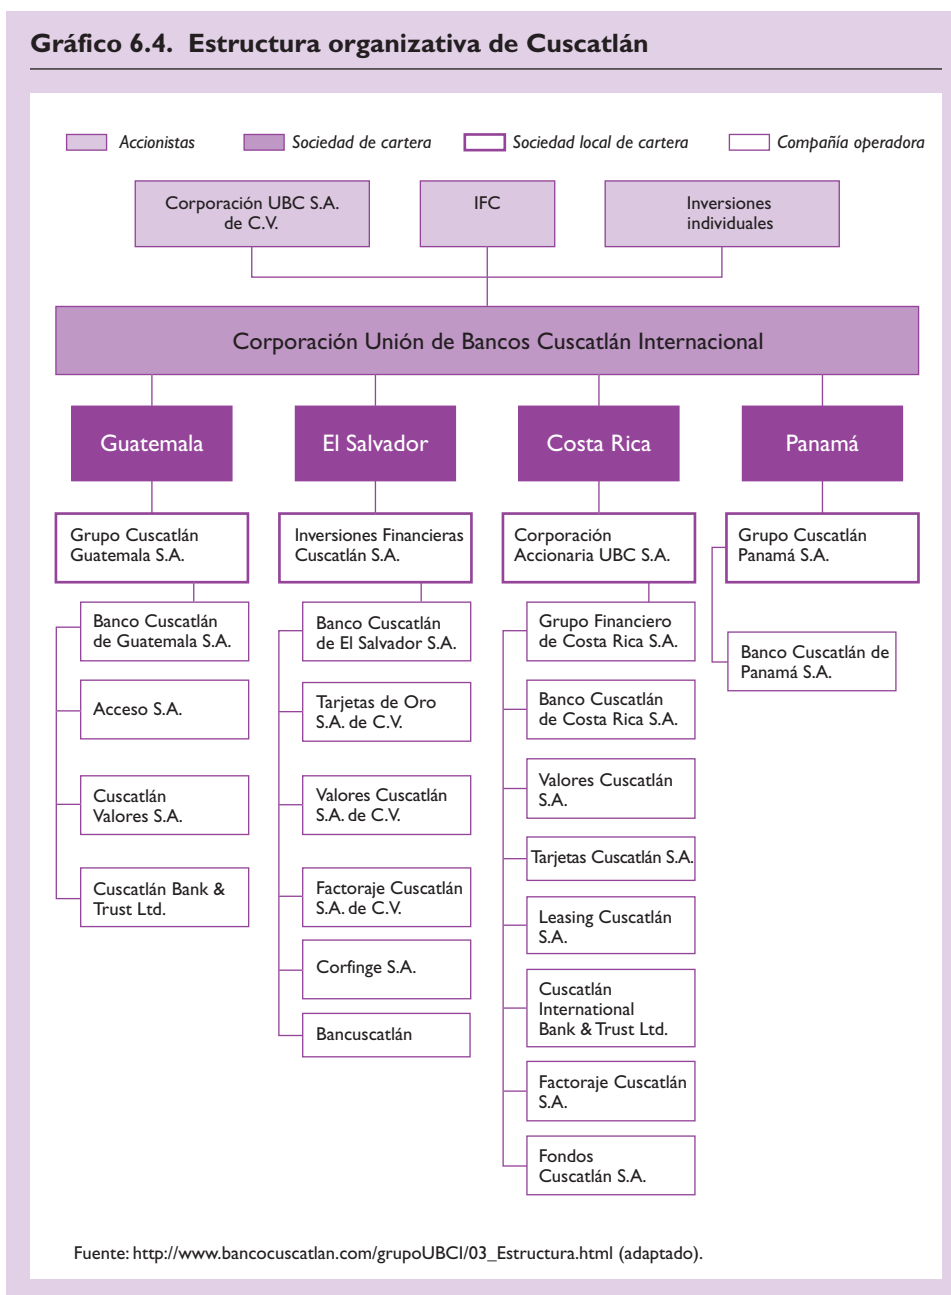 Gráfico 6.4. Estructura organizativa de Cuscatlán
Accionistas
Sociedad de cartera
Sociedad local de cartera
Compañía operadora
Corporación UBC S.A.
de C.V.
IFC
Inversiones
individuales
Corporación Unión de Bancos Cuscatlán Internacional
Guatemala
El Salvador
Costa Rica
Panamá
Grupo Cuscatlán
Guatemala S.A.
Inversiones Financieras
Cuscatlán S.A.
Corporación
Accionaria UBC S.A.
Grupo Cuscatlán
Panamá S.A.
Banco Cuscatlán
de Guatemala S.A.
Acceso S.A.
Cuscatlán
Valores S.A.
Cuscatlán Bank &
Trust Ltd.
Banco Cuscatlán
de El Salvador S.A.
Tarjetas de Oro
S.A. de C.V.
Valores Cuscatlán
S.A. de C.V.
Factoraje Cuscatlán
S.A. de C.V.
Corfinge S.A.
Bancuscatlán
Grupo Financiero
de Costa Rica S.A.
Banco Cuscatlán
de Costa Rica S.A.
Valores Cuscatlán
S.A.
Tarjetas Cuscatlán S.A.
Leasing Cuscatlán
S.A.
Cuscatlán
International
Bank & Trust Ltd.
Factoraje Cuscatlán
S.A.
Fondos
Cuscatlán S.A.
Banco Cuscatlán de
Panamá S.A.
Fuente: http://www.bancocuscatlan.com/grupoUBCI/03_Estructura.html (adaptado).